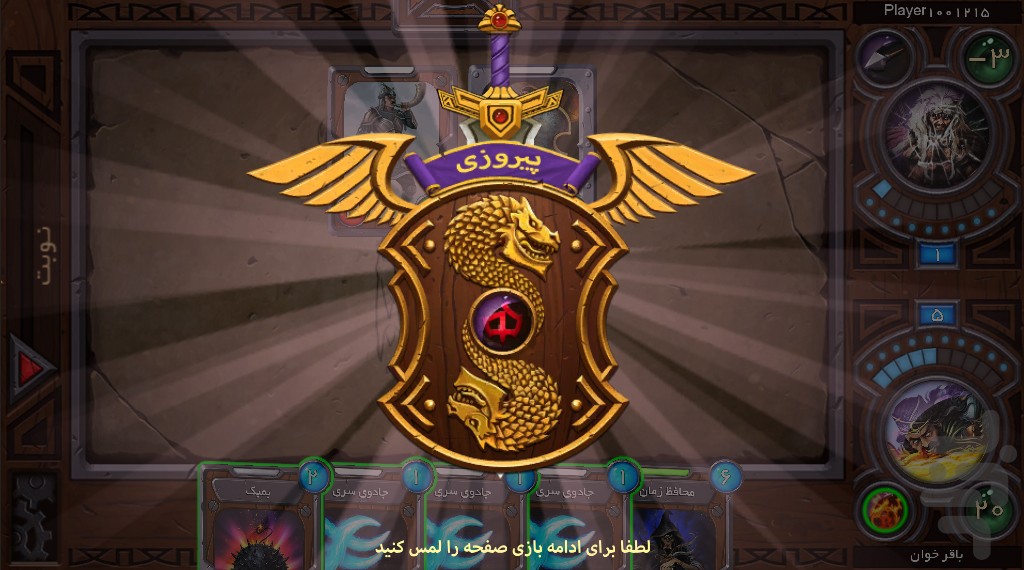 Player۱۰۰۱۲۱۵
-۳
پیروزی
نوبت
۱
۵
۲۰
باقر خوان
۲
۱
۱
۱
۶
بمبک
جادوی سری
جادوی سری
جادوی سری
محافظ زمان
لطفا برای ادامه بازی صفحه را لمس کنید